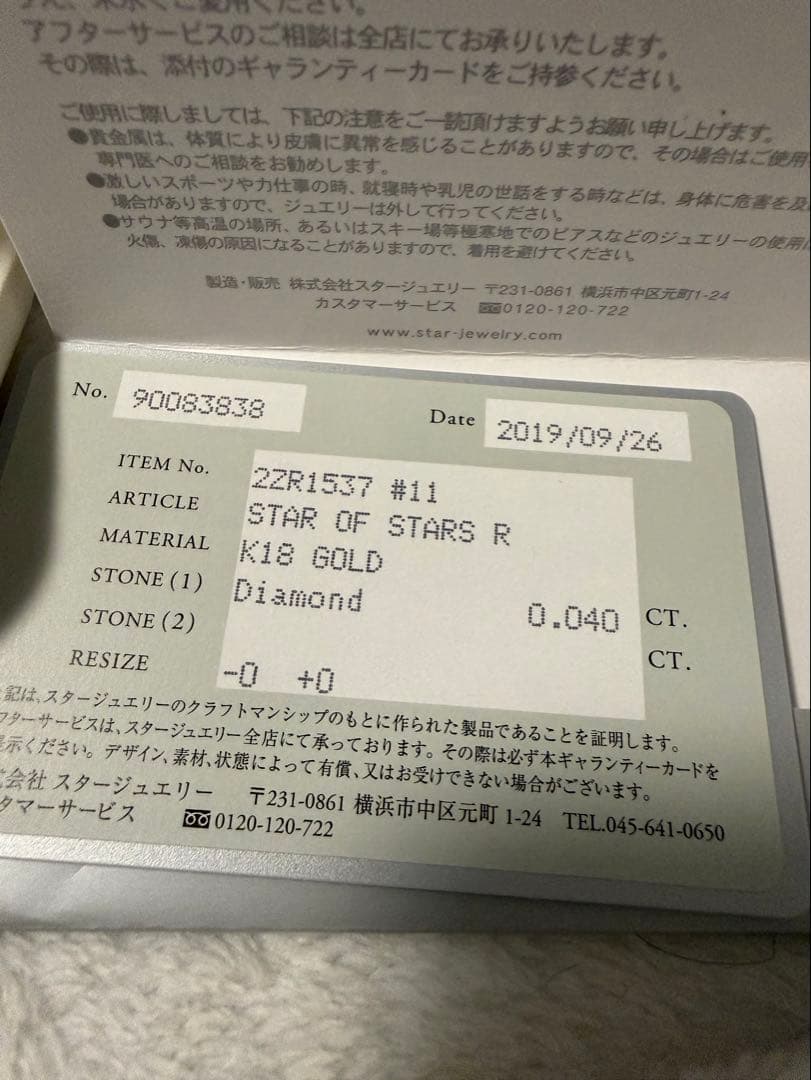 永くご愛用ください。
アフターサービスのご相談は全店にてお承りいたします。
その際は、添付のギャランティーカードをご持参ください。
ご使用に際しましては、下記の注意をご一読頂けますようお願い申し上げます。
●貴金属は、体質により皮膚に異常を感じることがありますので、その場合はご使用
専門医へのご相談をお勧めします。
●激しいスポーツや力仕事の時、就寝時や乳児の世話をする時などは、身体に危害を及
場合がありますので、ジュエリーは外して行ってください。
●サウナ等高温の場所、あるいはスキー場等極寒地でのピアスなどのジュエリーの使用は
火傷、凍傷の原因になることがありますので、着用を避けてください。
製造・販売 株式会社スタージュエリー 〒231-0861 横浜市中区元町1-24
カスタマーサービス 0120-120-722
www.star-jewelry.com
No. 90083838 Date 2019/09/26
ITEM No. 2ZR1537 #11
ARTICLE STAR OF STARS R
MATERIAL K18 GOLD
STONE (1) Diamond 0.040 CT.
STONE (2) CT.
RESIZE -0 +0
上記は、スタージュエリーのクラフトマンシップのもとに作られた製品であることを証明します。
フターサービスは、スタージュエリー全店にて承っております。その際は必ず本ギャランティーカードを
提示ください。デザイン、素材、状態によって有償、又はお受けできない場合がございます。
式会社 スタージュエリー 〒231-0861 横浜市中区元町 1-24 TEL.045-641-0650
タマーサービス 0120-120-722